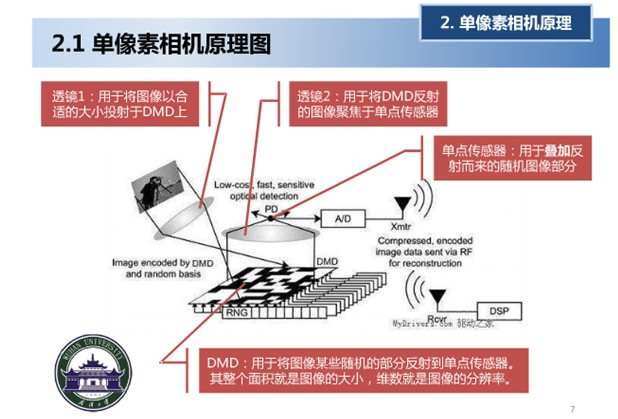 2. 单像素相机原理
2.1 单像素相机原理图
透镜1：用于将图像以合
适的大小投射于DMD上
透镜2：用于将DMD反射
的图像聚焦于单点传感器
单点传感器：用于叠加反
射而来的随机图像部分
Low-cost, fast, sensitive
optical detection
PD
A/D
Xmtr
Image encoded by DMD
and random basis
DMD
Compressed, encoded
image data sent via RF
for reconstruction
RNG
Rcvr
DSP
MyDrivers.com 驱动之家
WUHAN UNIVERSITY
DMD：用于将图像某些随机的部分反射到单点传感器。
其整个面积就是图像的大小，维数就是图像的分辨率。
7